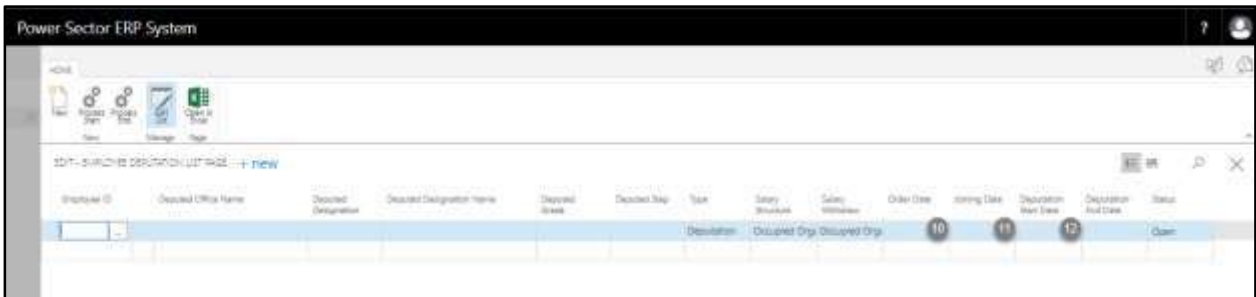 Power Sector ERP System
?
HOME
New Process Start Process End Edit List Open in Excel
New Manage Page
EDIT - EMPLOYEE DEPUTATION LIST PAGE + new
Employee ID Deputed Office Name Deputed Designation Deputed Designation Name Deputed Grade Deputed Step Type Salary Structure Salary Withdraw Order Date Joining Date Deputation Start Date Deputation End Date Status
... Deputation Occupied Orga Occupied Orga 10 11 12 Open